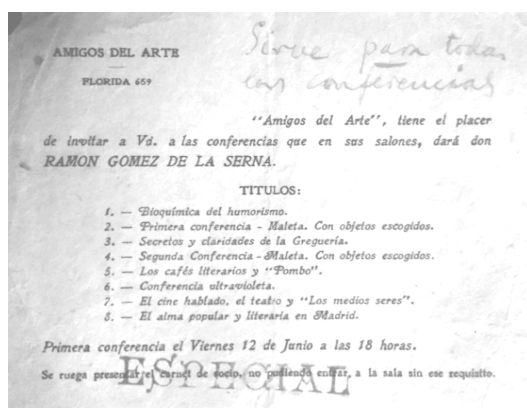 AMIGOS DEL ARTE
FLORIDA 659
Sirve para todas
las conferencias
"Amigos del Arte", tiene el placer
de invitar a Vd. a las conferencias que en sus salones, dará don
RAMON GOMEZ DE LA SERNA.
TITULOS:
1. — Bioquímica del humorismo.
2. — Primera conferencia - Maleta. Con objetos escogidos.
3. — Secretos y claridades de la Greguería.
4. — Segunda Conferencia - Maleta. Con objetos escogidos.
5. — Los cafés literarios y "Pombo".
6. — Conferencia ultravioleta.
7. — El cine hablado, el teatro y "Los medios seres".
8. — El alma popular y literaria en Madrid.
Primera conferencia el Viernes 12 de Junio a las 18 horas.
Se ruega presentar el carnet de socio, no pudiendo entrar, a la sala sin ese requisito.
ESPECIAL